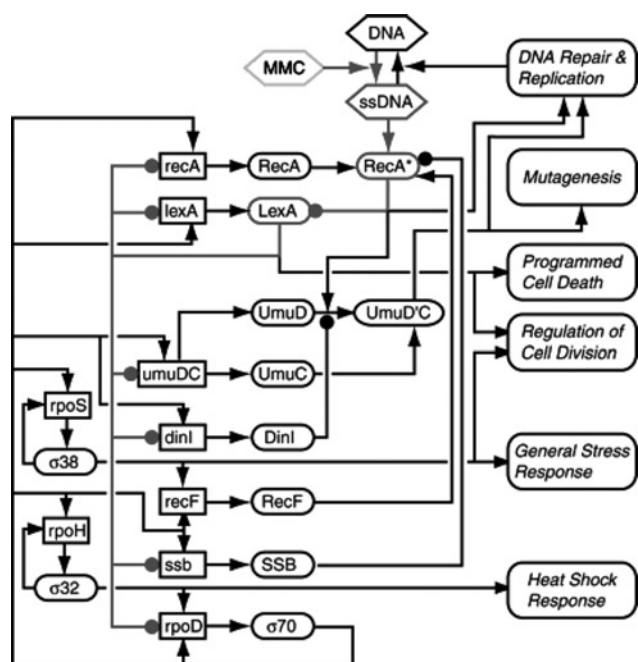 DNA
MMC
DNA Repair &
Replication
ssDNA
recA
RecA
RecA*
Mutagenesis
lexA
LexA
Programmed
Cell Death
UmuD
UmuD'C
Regulation of
Cell Division
umuDC
UmuC
rpoS
dinI
DinI
σ38
General Stress
Response
recF
RecF
rpoH
ssb
SSB
σ32
Heat Shock
Response
rpoD
σ70